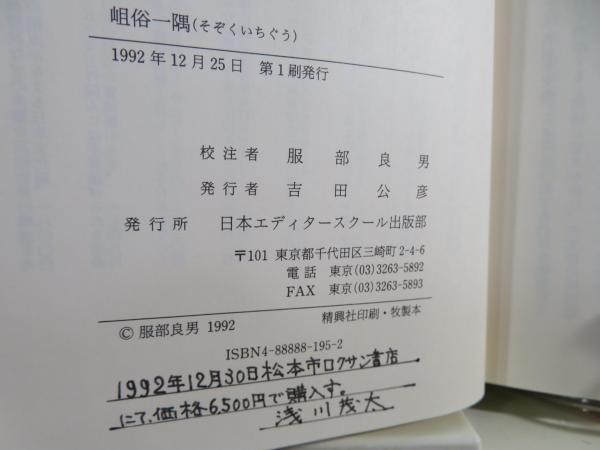 岨俗一隅(そぞくいちぐう)
1992年12月25日 第1刷発行
校注者 服部良男
発行者 吉田公彦
発行所 日本エディタースクール出版部
〒101 東京都千代田区三崎町2-4-6
電話 東京(03)3263-5892
FAX 東京(03)3263-5893
© 服部良男 1992 精興社印刷・牧製本
ISBN4-88888-195-2
1992年12月30日松本市ロクサン書店
にて、価格6,500円で購入す。
浅川茂太